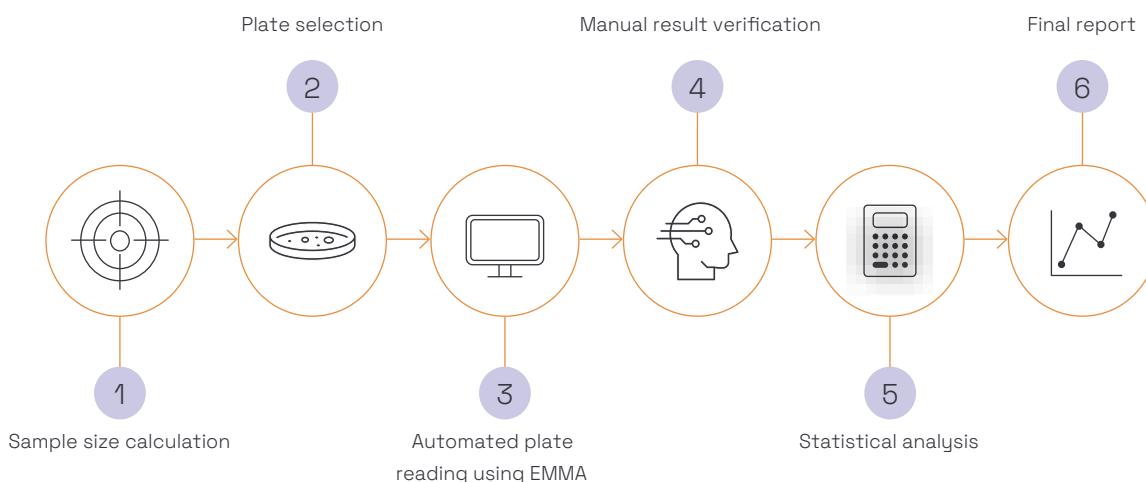 Plate selection
Manual result verification
Final report
2
4
6
1
3
5
Sample size calculation
Automated plate
reading using EMMA
Statistical analysis